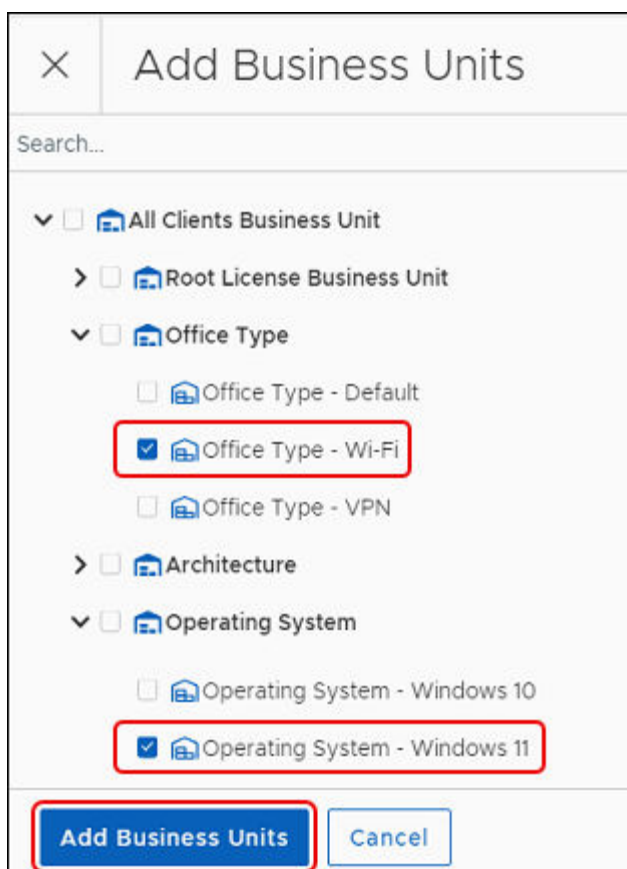 Add Business Units
Search...
All Clients Business Unit
Root License Business Unit
Office Type
Office Type - Default
Office Type - Wi-Fi
Office Type - VPN
Architecture
Operating System
Operating System - Windows 10
Operating System - Windows 11
Add Business Units
Cancel